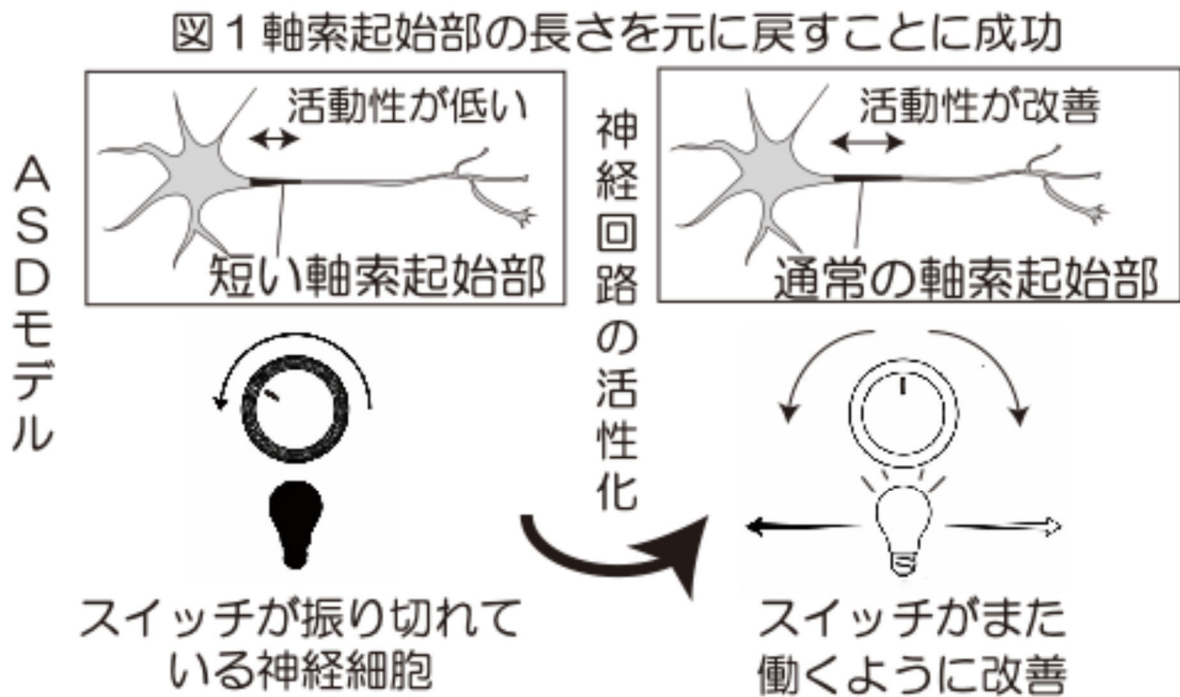 図1軸索起始部の長さを元に戻すことに成功
ASDモデル
活動性が低い
短い軸索起始部
神経回路の活性化
活動性が改善
通常の軸索起始部
スイッチが振り切れて
いる神経細胞
スイッチがまた
働くように改善